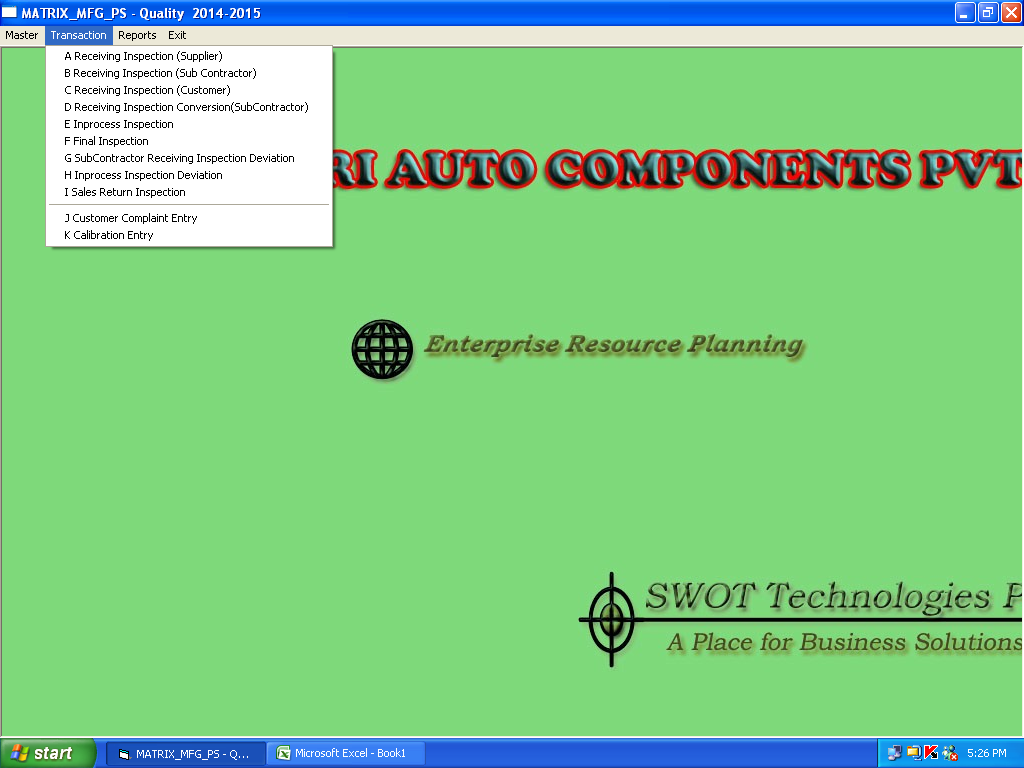 MATRIX_MFG_PS - Quality 2014-2015
Master Transaction Reports Exit
A Receiving Inspection (Supplier)
B Receiving Inspection (Sub Contractor)
C Receiving Inspection (Customer)
D Receiving Inspection Conversion(SubContractor)
E Inprocess Inspection
F Final Inspection
G SubContractor Receiving Inspection Deviation
H Inprocess Inspection Deviation
I Sales Return Inspection
J Customer Complaint Entry
K Calibration Entry
RI AUTO COMPONENTS PVT
Enterprise Resource Planning
SWOT Technologies P
A Place for Business Solutions
start MATRIX_MFG_PS - Q... Microsoft Excel - Book1 5:26 PM